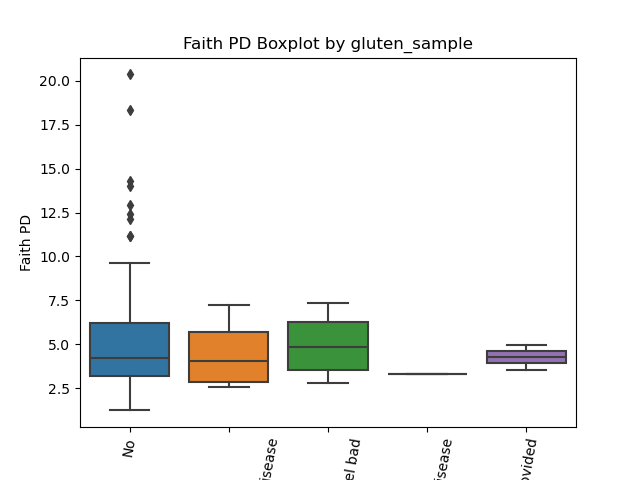 Faith PD Boxplot by gluten_sample
20.0
17.5
15.0
12.5
10.0
7.5
5.0
2.5
Faith PD
No
isease
el bad
isease
ovided